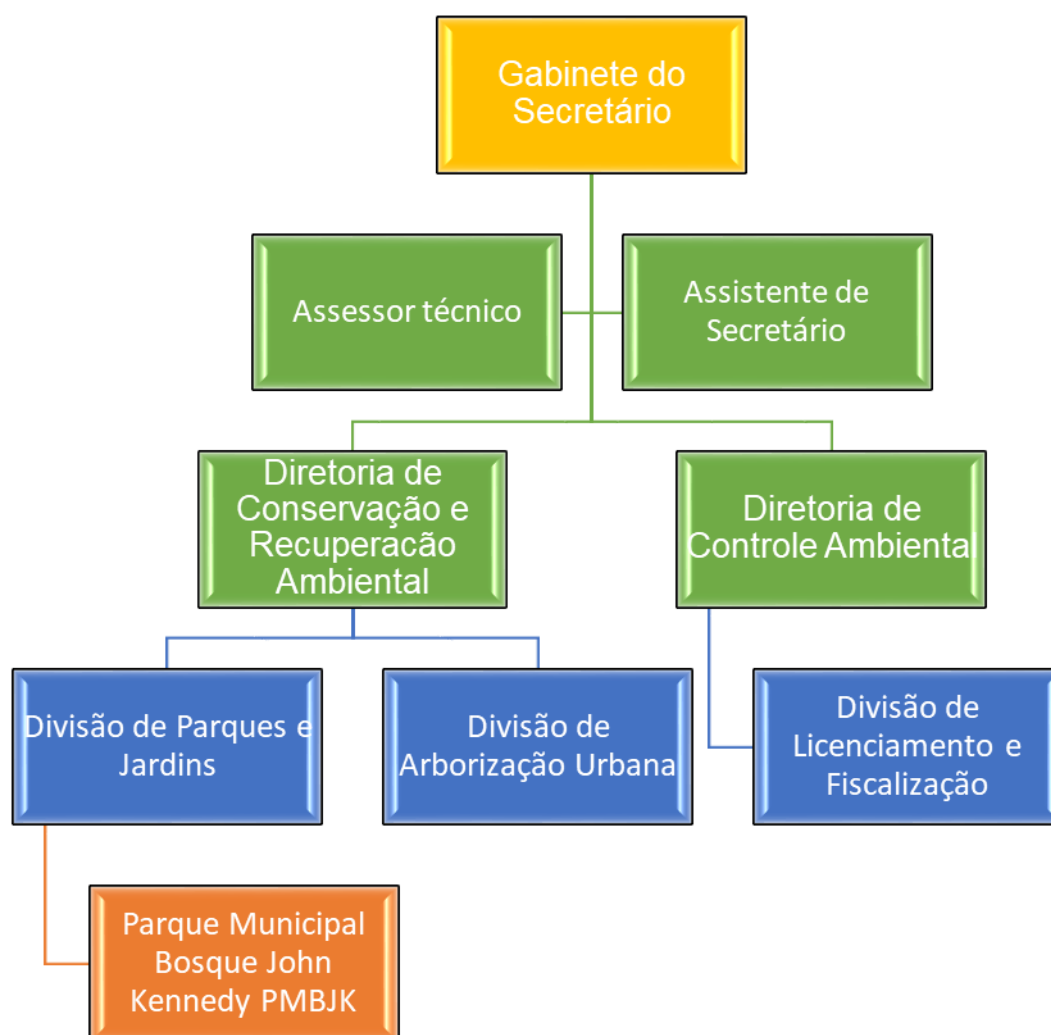 Gabinete do
Secretário
Assessor técnico
Assistente de
Secretário
Diretoria de
Conservação e
Recuperacão
Ambiental
Diretoria de
Controle Ambiental
Divisão de Parques e
Jardins
Divisão de
Arborização Urbana
Divisão de
Licenciamento e
Fiscalização
Parque Municipal
Bosque John
Kennedy PMBJK